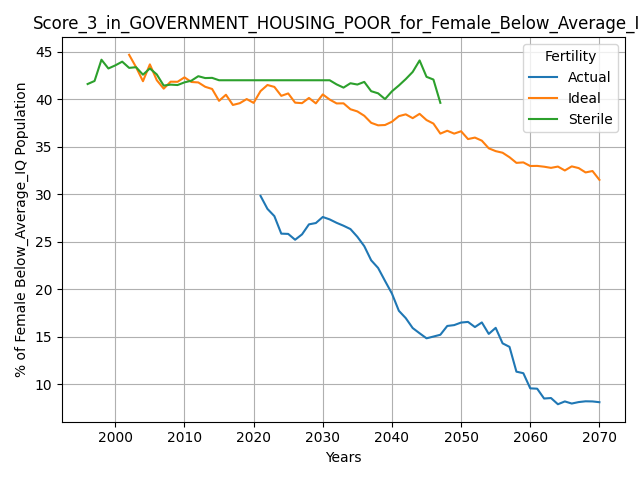 Score_3_in_GOVERNMENT_HOUSING_POOR_for_Female_Below_Average_I
Fertility
Actual
Ideal
Sterile
% of Female Below_Average_IQ Population
45
40
35
30
25
20
15
10
2000 2010 2020 2030 2040 2050 2060 2070
Years